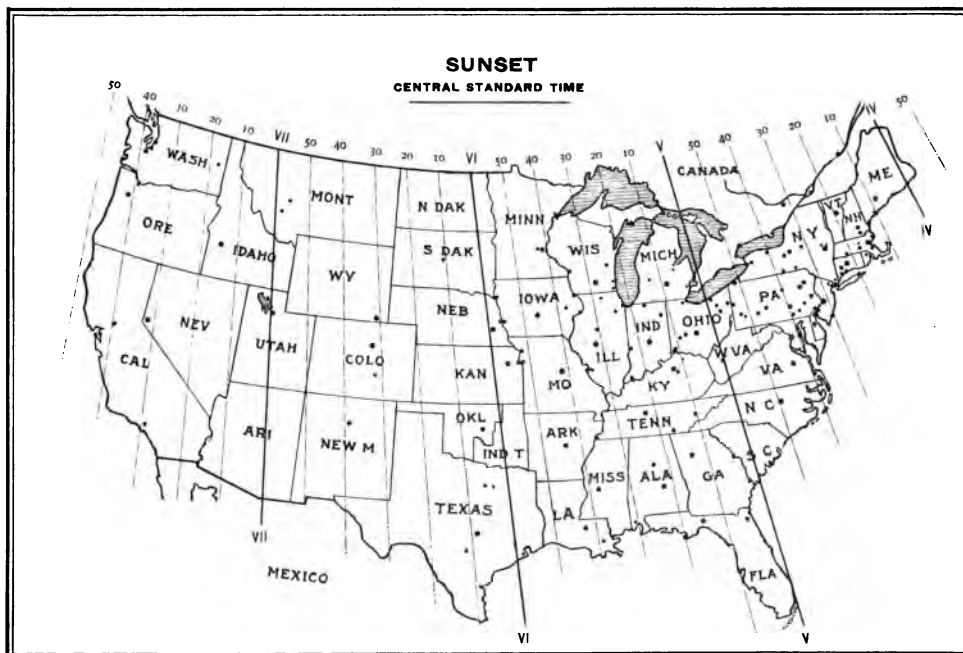 SUNSET
CENTRAL STANDARD TIME
50 40 30 20 10 VII 50 40 30 20 10 VI 50 40 30 20 10 V 50 40 30 20 10 IV 50
WASH
MONT
N DAK
MINN
CANADA
ME
VT
NH
ORE
IDAHO
S DAK
WIS
MICH
N Y
V
WY
IOWA
PA
NEV
NEB
OHIO
CAL
UTAH
COLO
ILL
IND
W VA
KAN
MO
KY
VA
N C
ARI
NEW M
OKL
IND T
ARK
TENN
S C
MISS
ALA
GA
TEXAS
LA
VII
MEXICO
FLA
VI
V